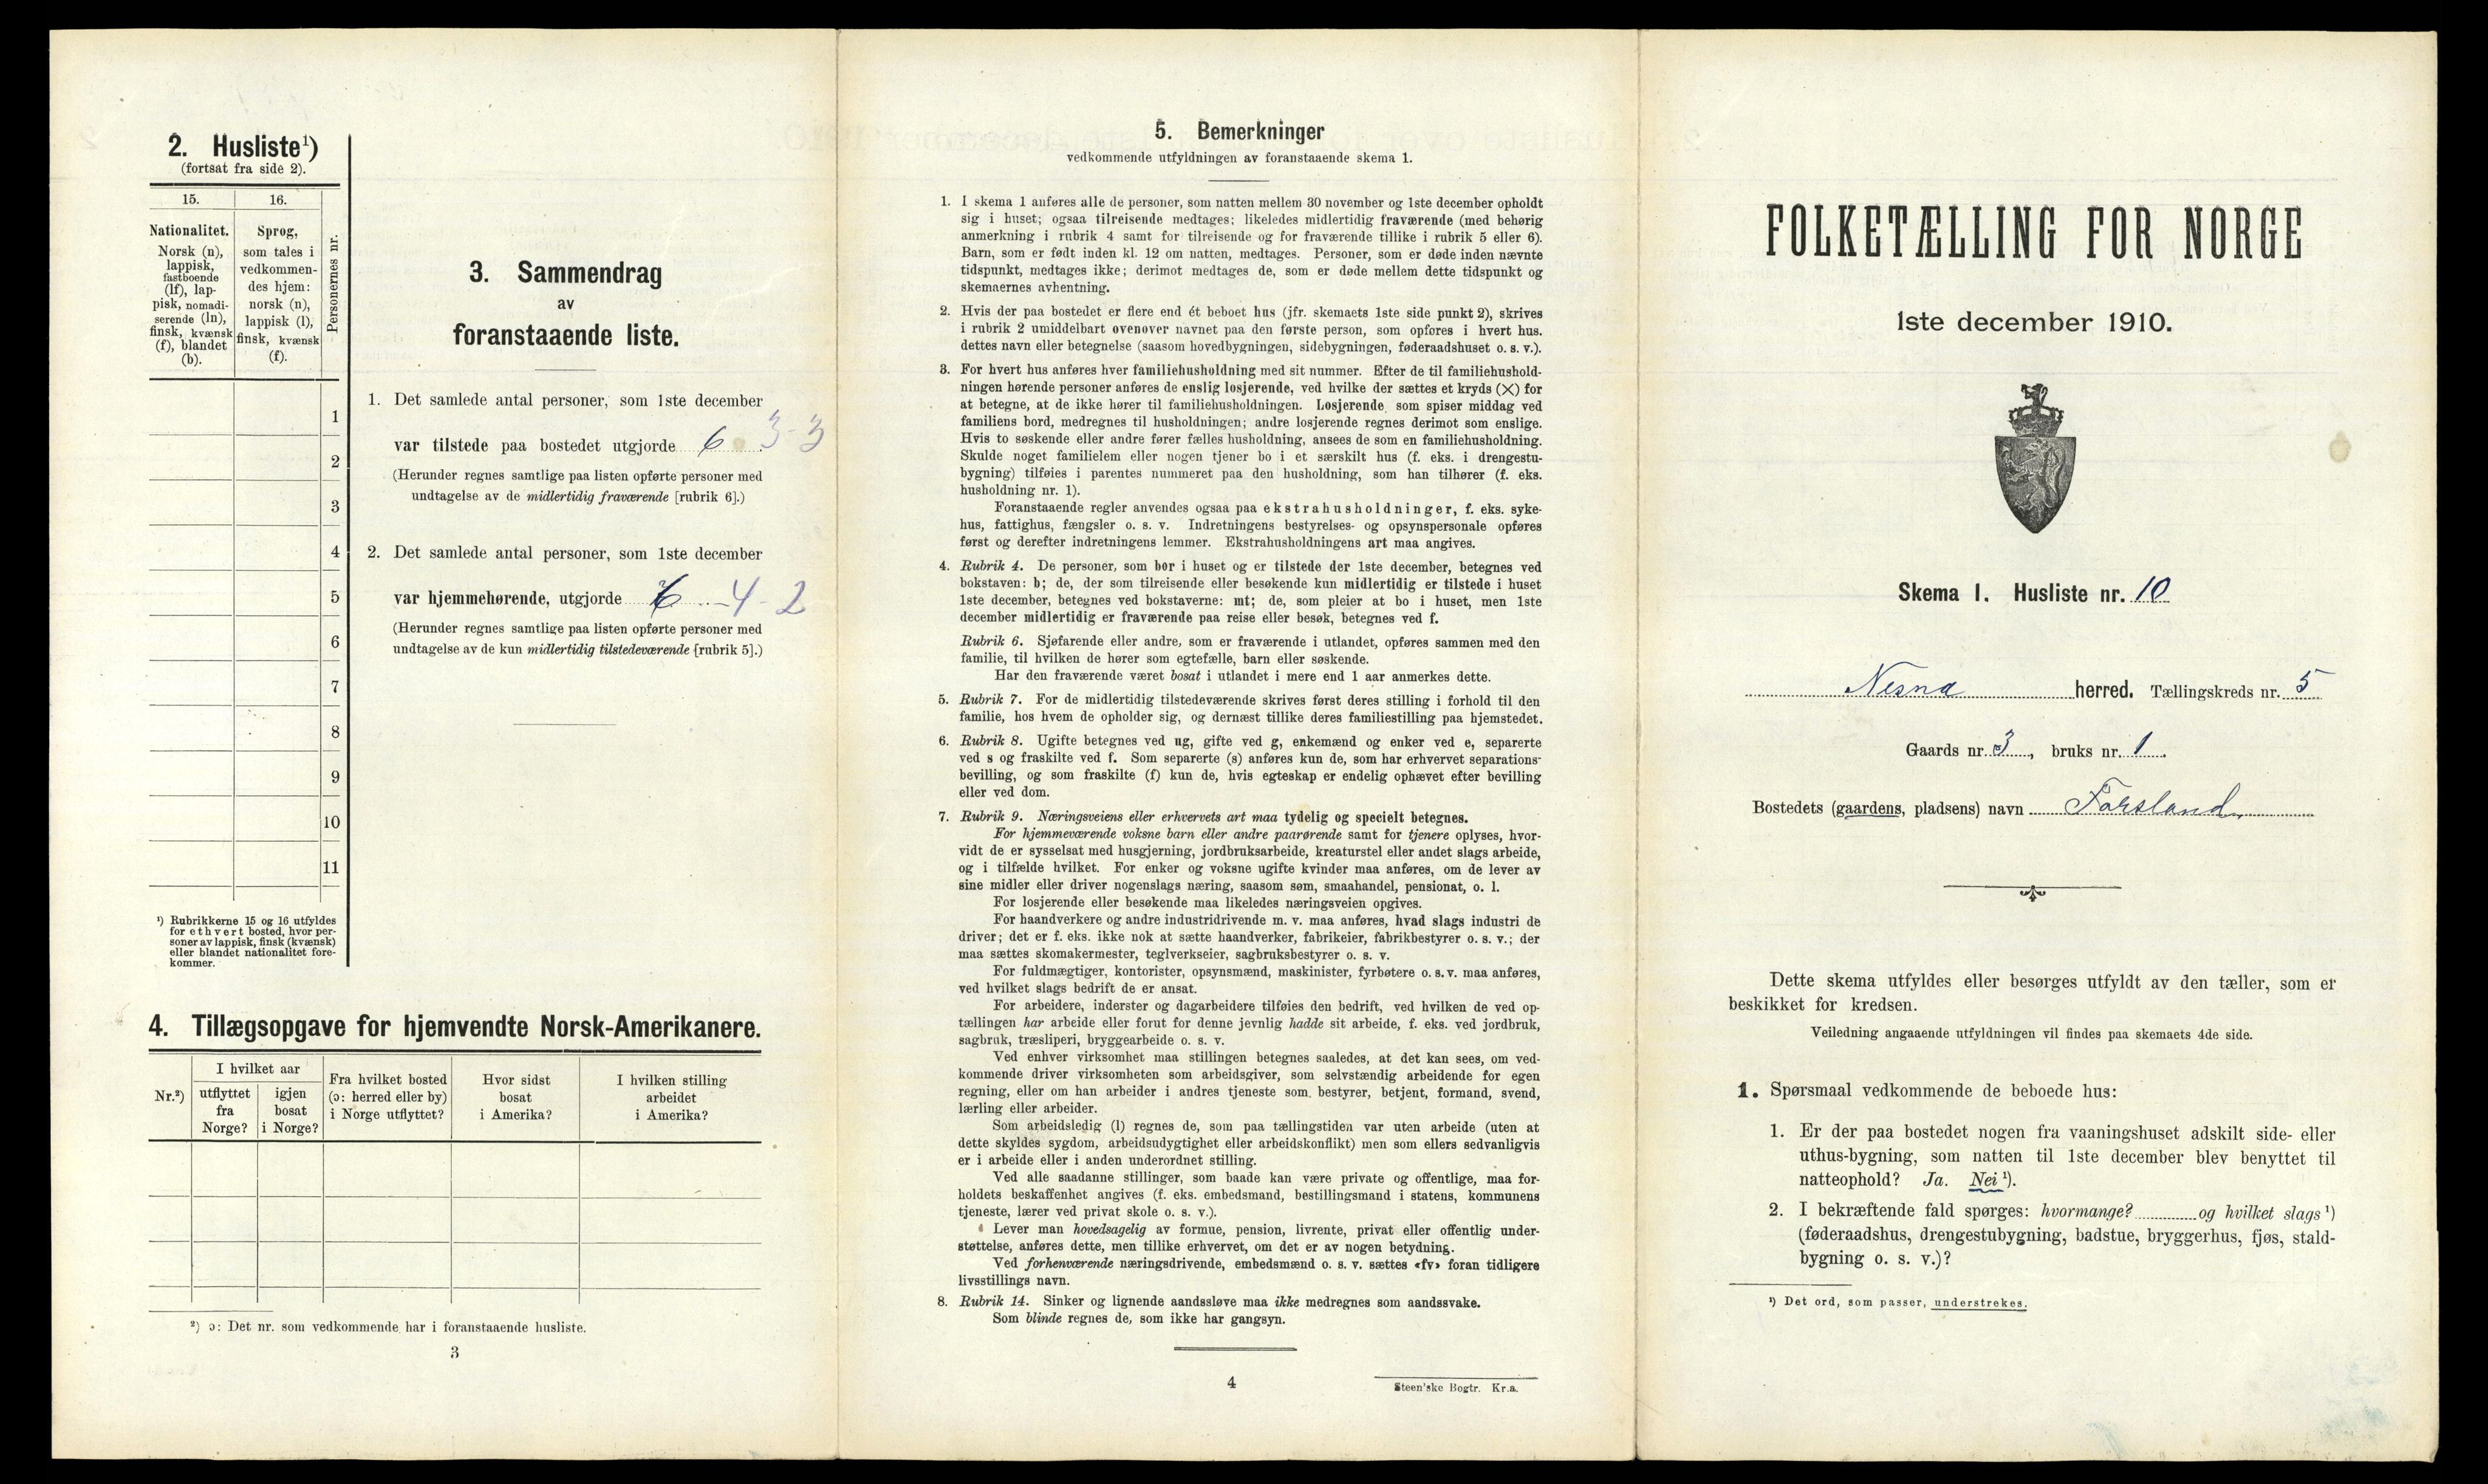 2. Husliste¹)
(fortsat fra side 2).
15.
16.
Nationalitet.
Norsk (n),
lappisk,
fastboende
(lf), lap-
pisk, nomadi-
serende (ln),
finsk, kvænsk
(f), blandet
(b).
Sprog,
som tales i
vedkommen-
des hjem:
norsk (n),
lappisk (l),
finsk, kvænsk
(f).
Personernes nr.
1
2
3
4
5
6
7
8
9
10
11
¹) Rubrikkerne 15 og 16 utfyldes
for ethvert bosted, hvor per-
soner av lappisk, finsk (kvænsk)
eller blandet nationalitet fore-
kommer.
3. Sammendrag
av
foranstaaende liste.
1. Det samlede antal personer, som 1ste december
var tilstede paa bostedet utgjorde 6 3-3
(Herunder regnes samtlige paa listen opførte personer med
undtagelse av de midlertidig fraværende [rubrik 6].)
2. Det samlede antal personer, som 1ste december
var hjemmehørende, utgjorde 6 -4-2
(Herunder regnes samtlige paa listen opførte personer med
undtagelse av de kun midlertidig tilstedeværende [rubrik 5].)
4. Tillægsopgave for hjemvendte Norsk-Amerikanere.
Nr.²)
I hvilket aar
utflyttet
fra
Norge?
igjen
bosat
i Norge?
Fra hvilket bosted
(ɔ: herred eller by)
i Norge utflyttet?
Hvor sidst
bosat
i Amerika?
I hvilken stilling
arbeidet
i Amerika?
²) ɔ: Det nr. som vedkommende har i foranstaaende husliste.
3
5. Bemerkninger
vedkommende utfyldningen av foranstaaende skema 1.
1. I skema 1 anføres alle de personer, som natten mellem 30 november og 1ste december opholdt
sig i huset; ogsaa tilreisende medtages; likeledes midlertidig fraværende (med behørig
anmerkning i rubrik 4 samt for tilreisende og for fraværende tillike i rubrik 5 eller 6).
Barn, som er født inden kl. 12 om natten, medtages. Personer, som er døde inden nævnte
tidspunkt, medtages ikke; derimot medtages de, som er døde mellem dette tidspunkt og
skemaernes avhentning.
2. Hvis der paa bostedet er flere end ét beboet hus (jfr. skemaets 1ste side punkt 2), skrives
i rubrik 2 umiddelbart ovenover navnet paa den første person, som opføres i hvert hus.
dettes navn eller betegnelse (saasom hovedbygningen, sidebygningen, føderaadshuset o. s. v.).
3. For hvert hus anføres hver familiehusholdning med sit nummer. Efter de til familiehushold-
ningen hørende personer anføres de enslig losjerende, ved hvilke der sættes et kryds (×) for
at betegne, at de ikke hører til familiehusholdningen. Losjerende som spiser middag ved
familiens bord, medregnes til husholdningen; andre losjerende regnes derimot som enslige.
Hvis to søskende eller andre fører fælles husholdning, ansees de som en familiehusholdning.
Skulde noget familielem eller nogen tjener bo i et særskilt hus (f. eks. i drengestu-
bygning) tilføies i parentes nummeret paa den husholdning, som han tilhører (f. eks.
husholdning nr. 1).
Foranstaaende regler anvendes ogsaa paa ekstrahusholdninger, f. eks. syke-
hus, fattighus, fængsler o. s. v. Indretningens bestyrelses- og opsynspersonale opføres
først og derefter indretningens lemmer. Ekstrahusholdningens art maa angives.
4. Rubrik 4. De personer, som bor i huset og er tilstede der 1ste december, betegnes ved
bokstaven: b; de, der som tilreisende eller besøkende kun midlertidig er tilstede i huset
1ste december, betegnes ved bokstaverne: mt; de, som pleier at bo i huset, men 1ste
december midlertidig er fraværende paa reise eller besøk, betegnes ved f.
Rubrik 6. Sjøfarende eller andre, som er fraværende i utlandet, opføres sammen med den
familie, til hvilken de hører som egtefælle, barn eller søskende.
Har den fraværende været bosat i utlandet i mere end 1 aar anmerkes dette.
5. Rubrik 7. For de midlertidig tilstedeværende skrives først deres stilling i forhold til den
familie, hos hvem de opholder sig, og dernæst tillike deres familiestilling paa hjemstedet.
6. Rubrik 8. Ugifte betegnes ved ug, gifte ved g, enkemænd og enker ved e, separerte
ved s og fraskilte ved f. Som separerte (s) anføres kun de, som har erhvervet separations-
bevilling, og som fraskilte (f) kun de, hvis egteskap er endelig ophævet efter bevilling
eller ved dom.
7. Rubrik 9. Næringsveiens eller erhvervets art maa tydelig og specielt betegnes.
For hjemmeværende voksne barn eller andre paarørende samt for tjenere oplyses, hvor-
vidt de er sysselsat med husgjerning, jordbruksarbeide, kreaturstel eller andet slags arbeide,
og i tilfælde hvilket. For enker og voksne ugifte kvinder maa anføres, om de lever av
sine midler eller driver nogenslags næring, saasom søm, smaahandel, pensionat, o. l.
For losjerende eller besøkende maa likeledes næringsveien opgives.
For haandverkere og andre industridrivende m. v. maa anføres, hvad slags industri de
driver; det er f. eks. ikke nok at sætte haandverker, fabrikeier, fabrikbestyrer o. s. v.; der
maa sættes skomakermester, teglverkseier, sagbruksbestyrer o. s. v.
For fuldmægtiger, kontorister, opsynsmænd, maskinister, fyrbøtere o. s. v. maa anføres,
ved hvilket slags bedrift de er ansat.
For arbeidere, inderster og dagarbeidere tilføies den bedrift, ved hvilken de ved op-
tællingen har arbeide eller forut for denne jevnlig hadde sit arbeide, f. eks. ved jordbruk,
sagbruk, træsliperi, bryggearbeide o. s. v.
Ved enhver virksomhet maa stillingen betegnes saaledes, at det kan sees, om ved-
kommende driver virksomheten som arbeidsgiver, som selvstændig arbeidende for egen
regning, eller om han arbeider i andres tjeneste som bestyrer, betjent, formand, svend,
lærling eller arbeider.
Som arbeidsledig (l) regnes de, som paa tællingstiden var uten arbeide (uten at
dette skyldes sygdom, arbeidsudygtighet eller arbeidskonflikt) men som ellers sedvanligvis
er i arbeide eller i anden underordnet stilling.
Ved alle saadanne stillinger, som baade kan være private og offentlige, maa for-
holdets beskaffenhet angives (f. eks. embedsmand, bestillingsmand i statens, kommunens
tjeneste, lærer ved privat skole o. s. v.).
Lever man hovedsagelig av formue, pension, livrente, privat eller offentlig under-
støttelse, anføres dette, men tillike erhvervet, om det er av nogen betydning.
Ved forhenværende næringsdrivende, embedsmænd o. s. v. sættes «fv» foran tidligere
livsstillings navn.
8. Rubrik 14. Sinker og lignende aandssløve maa ikke medregnes som aandssvake.
Som blinde regnes de, som ikke har gangsyn.
4
Steen'ske Bogtr. Kr.a.
FOLKETÆLLING FOR NORGE
1ste december 1910.
Skema 1. Husliste nr. 10
Nesna herred. Tællingskreds nr. 5
Gaards nr. 3, bruks nr. 1.
Bostedets (gaardens, pladsens) navn Forsland
Dette skema utfyldes eller besørges utfyldt av den tæller, som er
beskikket for kredsen.
Veiledning angaaende utfyldningen vil findes paa skemaets 4de side.
1. Spørsmaal vedkommende de beboede hus:
1. Er der paa bostedet nogen fra vaaningshuset adskilt side- eller
uthus-bygning, som natten til 1ste december blev benyttet til
natteophold? Ja. Nei ¹).
2. I bekræftende fald spørges: hvormange? og hvilket slags ¹)
(føderaadshus, drengestubygning, badstue, bryggerhus, fjøs, stald-
bygning o. s. v.)?
¹) Det ord, som passer, understrekes.